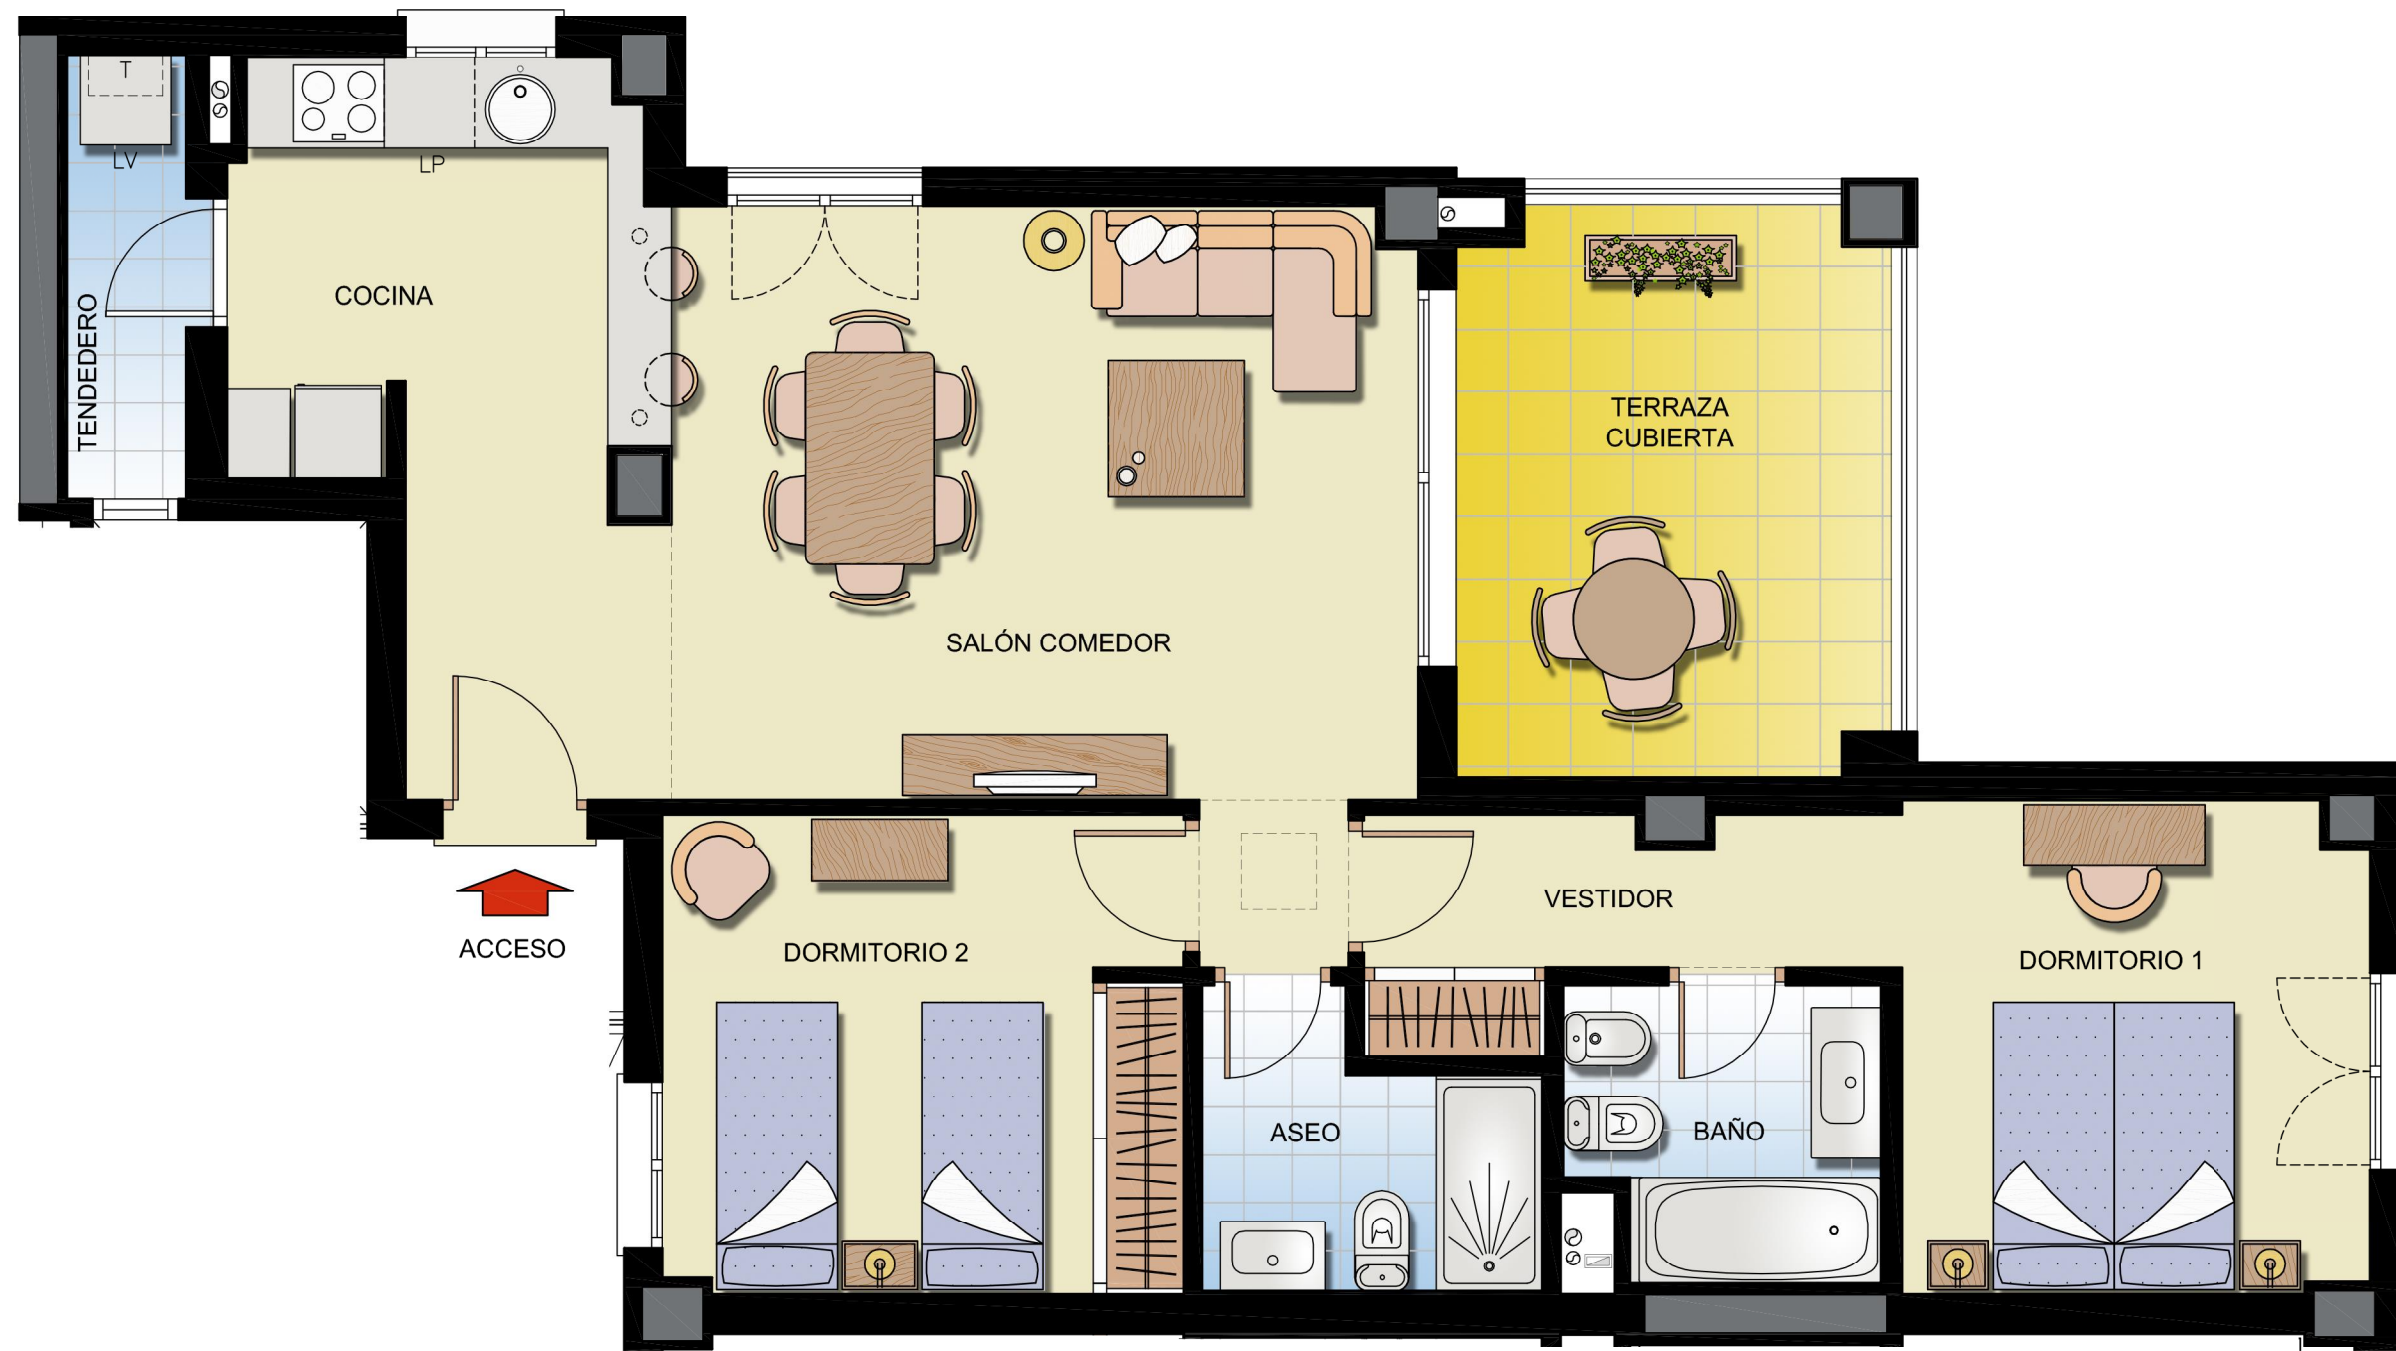 T
LV
LP
COCINA
TENDEDERO
TERRAZA
CUBIERTA
SALÓN COMEDOR
VESTIDOR
ACCESO
DORMITORIO 2
DORMITORIO 1
ASEO
BAÑO